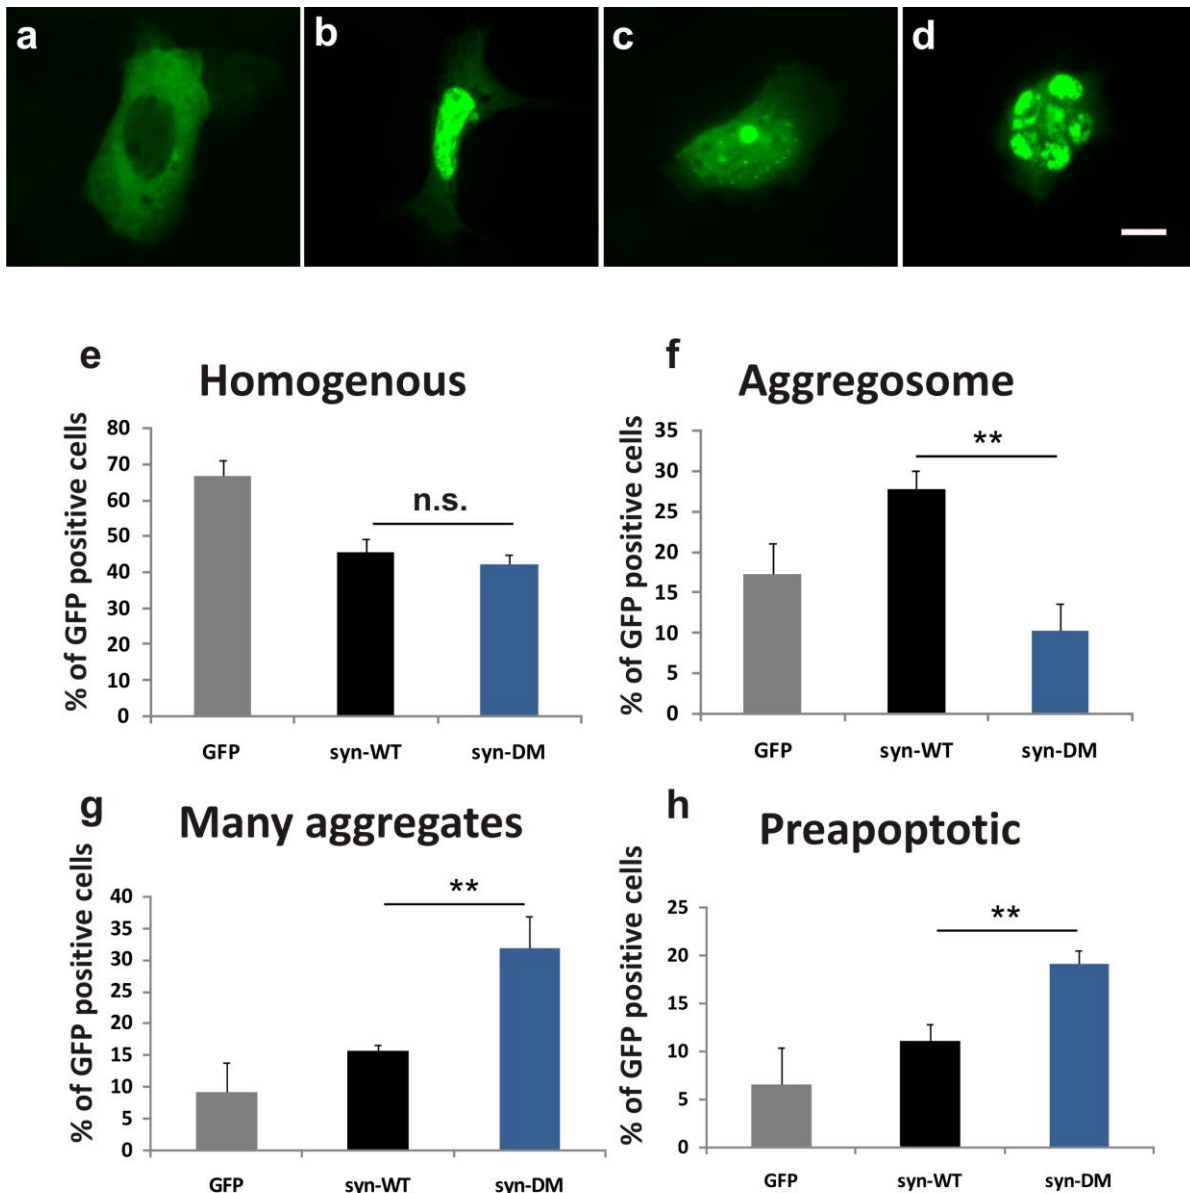 a b c d
e f
Homogenous Aggregosome
% of GFP positive cells
80
70
60
50
40
30
20
10
0
n.s.
GFP syn-WT syn-DM
% of GFP positive cells
35
30
25
20
15
10
5
0
**
GFP syn-WT syn-DM
g h
Many aggregates Preapoptotic
% of GFP positive cells
40
35
30
25
20
15
10
5
0
**
GFP syn-WT syn-DM
% of GFP positive cells
25
20
15
10
5
0
**
GFP syn-WT syn-DM